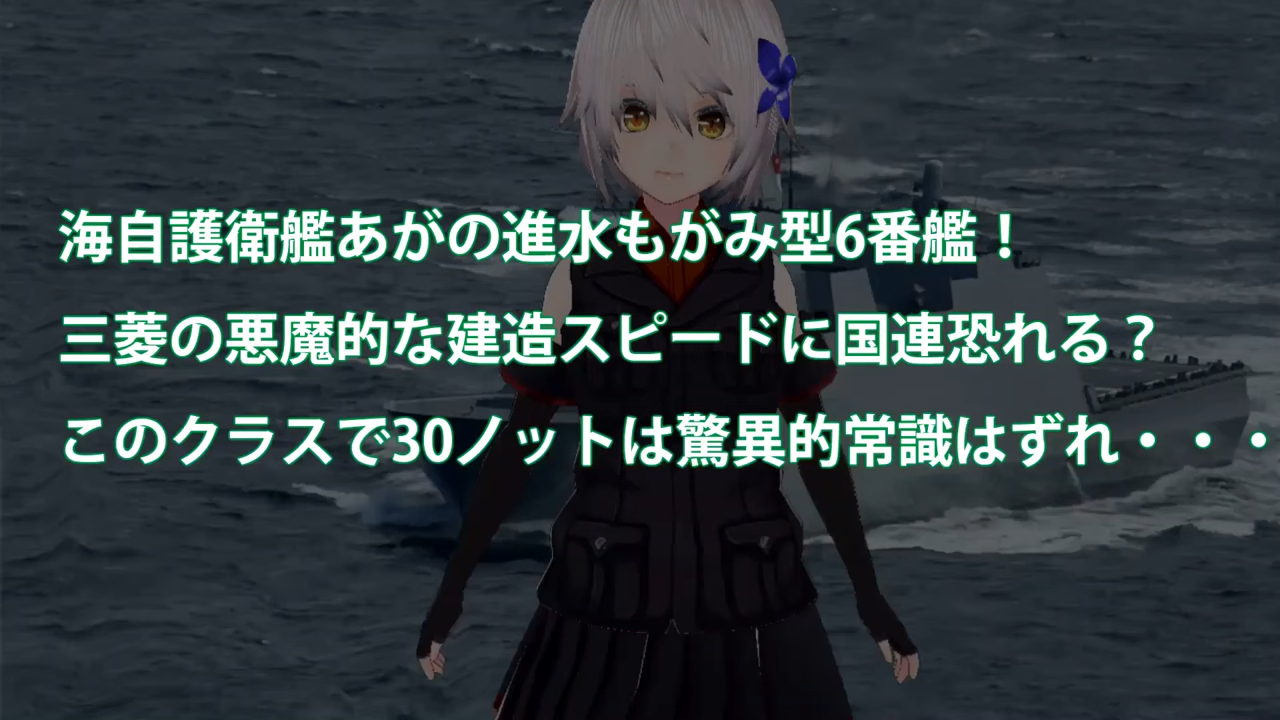 海自護衛艦あがの進水もがみ型6番艦！
三菱の悪魔的な建造スピードに国連恐れる？
このクラスで30ノットは驚異的常識はずれ・・・